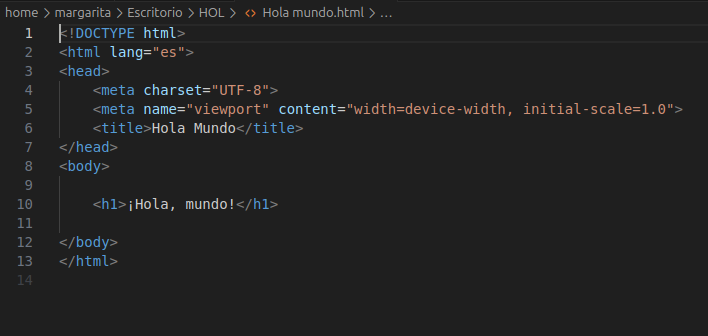 home > margarita > Escritorio > HOL > <> Hola mundo.html > ...
1 <!DOCTYPE html>
2 <html lang="es">
3 <head>
4     <meta charset="UTF-8">
5     <meta name="viewport" content="width=device-width, initial-scale=1.0">
6     <title>Hola Mundo</title>
7 </head>
8 <body>
9
10     <h1>¡Hola, mundo!</h1>
11
12 </body>
13 </html>
14